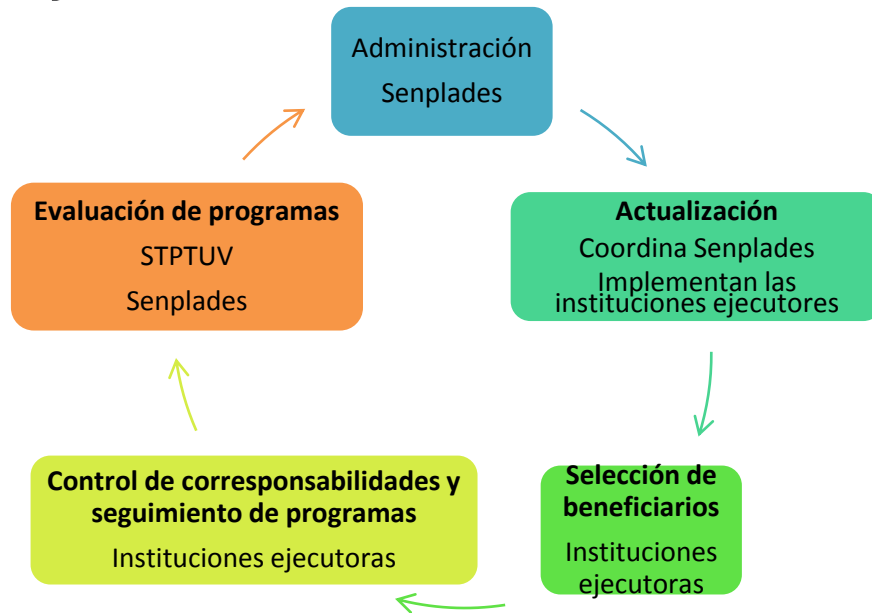 Administración
Senplades
Actualización
Coordina Senplades
Implementan las
instituciones ejecutores
Selección de
beneficiarios
Instituciones
ejecutoras
Control de corresponsabilidades y
seguimiento de programas
Instituciones ejecutoras
Evaluación de programas
STPTUV
Senplades